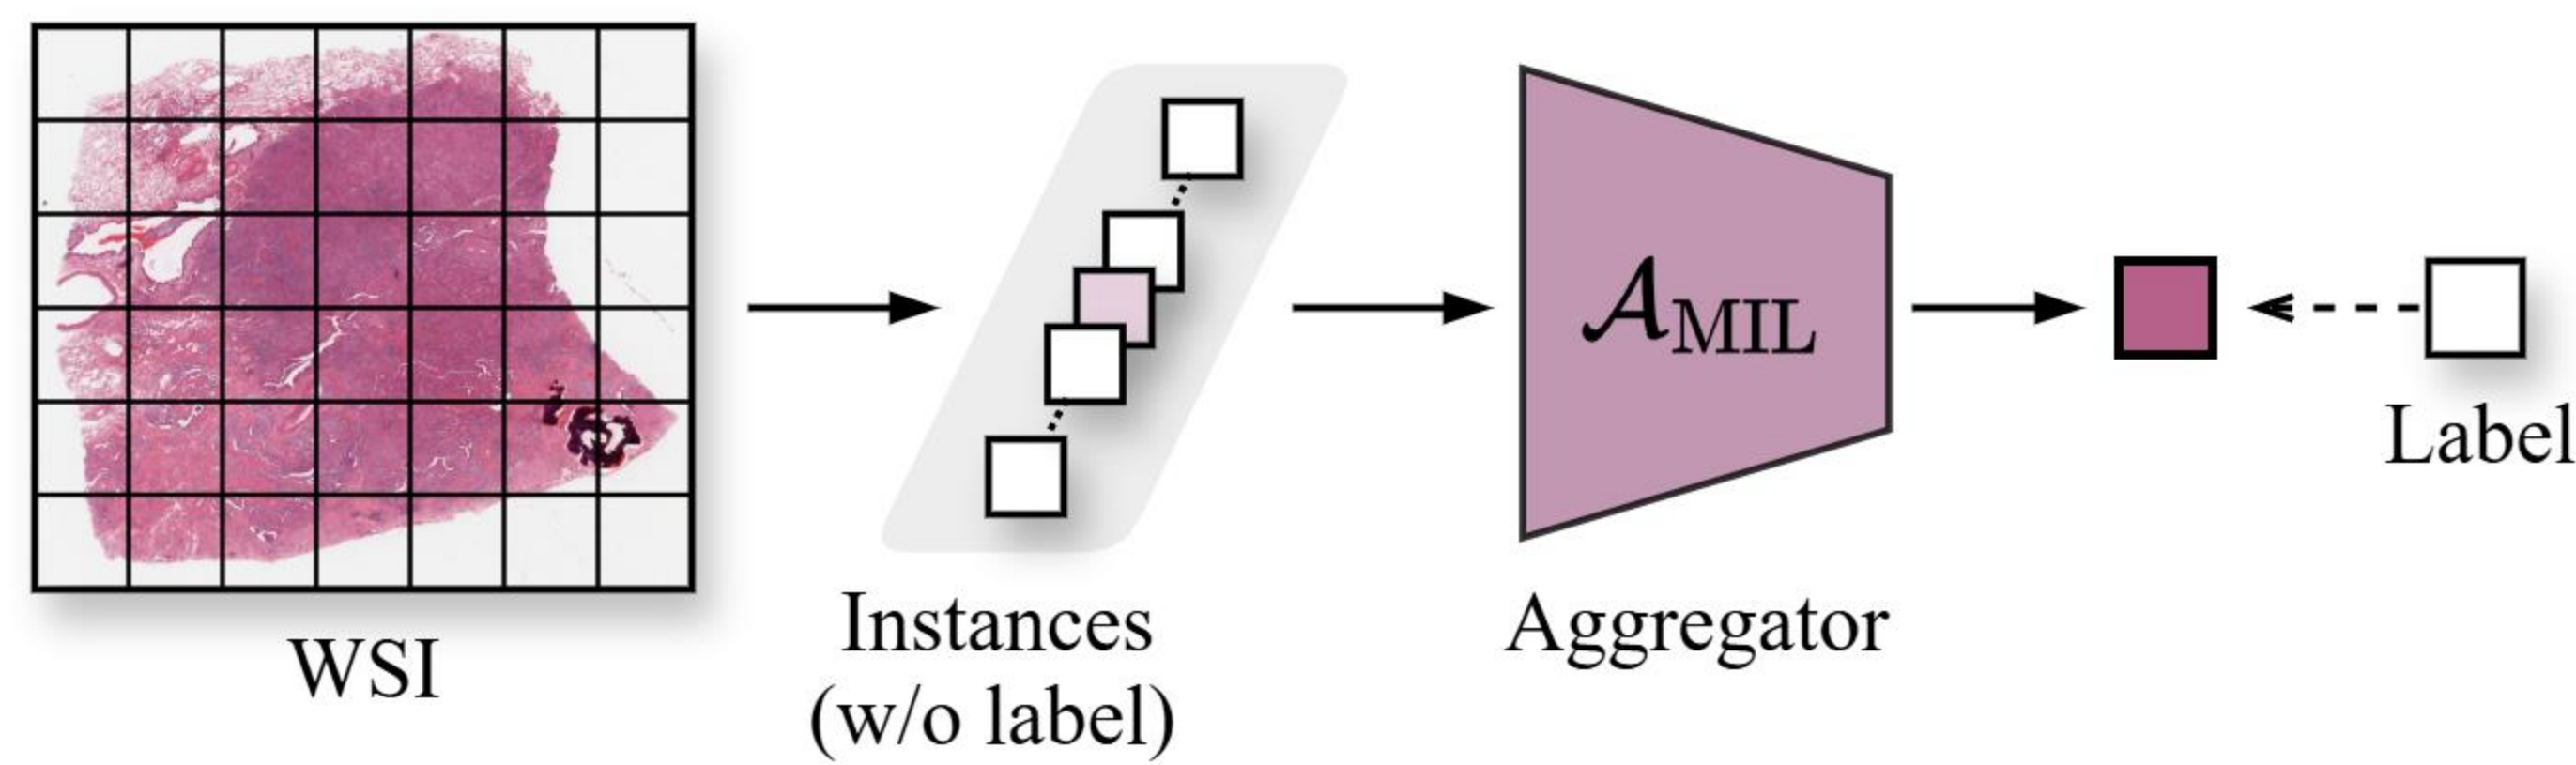 WSI
Instances
(w/o label)
𝒜MIL
Aggregator
Label